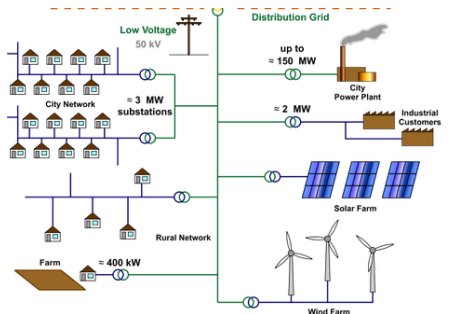 Distribution Grid
Low Voltage
50 kV
up to
≈ 150 MW
City
Power Plant
City Network
≈ 3 MW
substations
≈ 2 MW
Industrial
Customers
Solar Farm
Rural Network
Farm
≈ 400 kW
Wind Farm